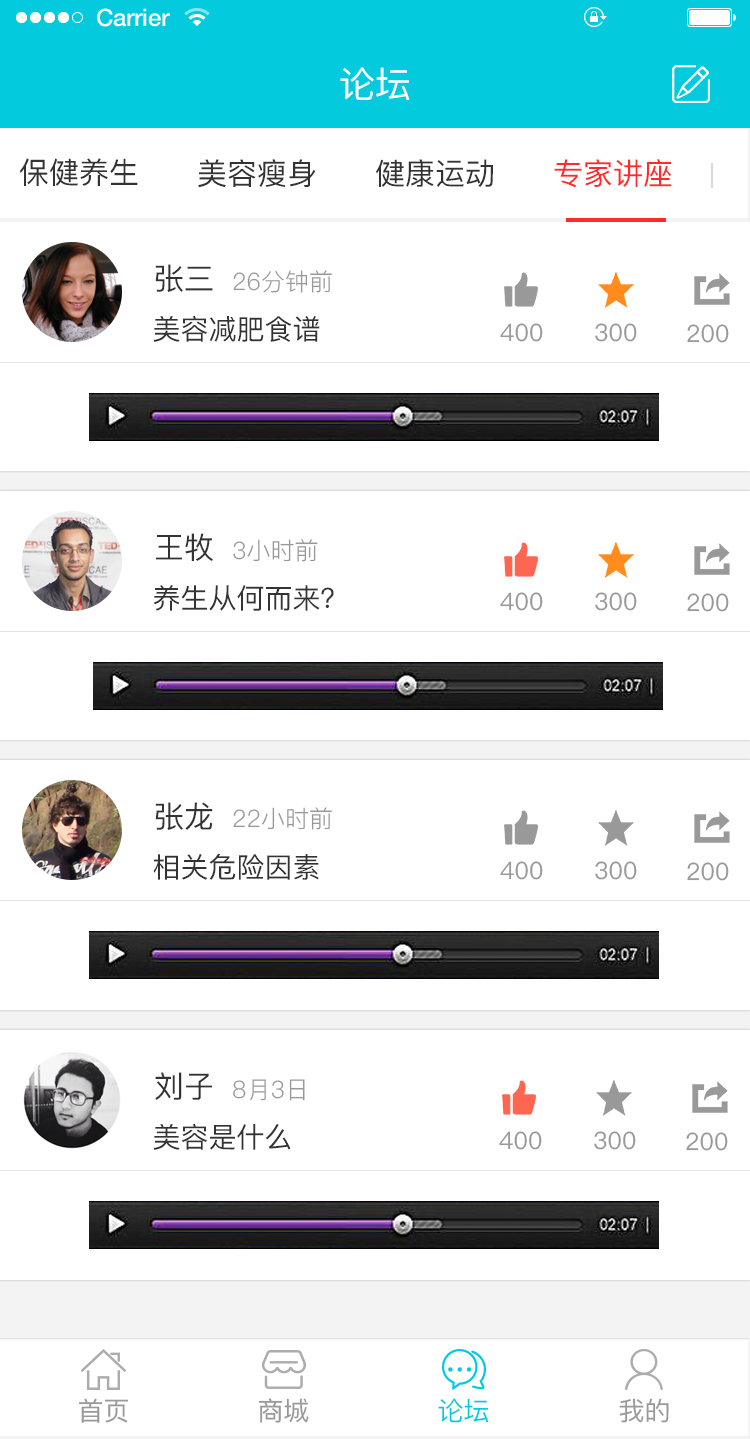 Carrier
论坛
保健养生 美容瘦身 健康运动 专家讲座
张三 26分钟前
美容减肥食谱
400 300 200
02:07
TED
ISCAE
TED
王牧 3小时前
养生从何而来?
400 300 200
02:07
张龙 22小时前
相关危险因素
400 300 200
02:07
刘子 8月3日
美容是什么
400 300 200
02:07
首页 商城 论坛 我的